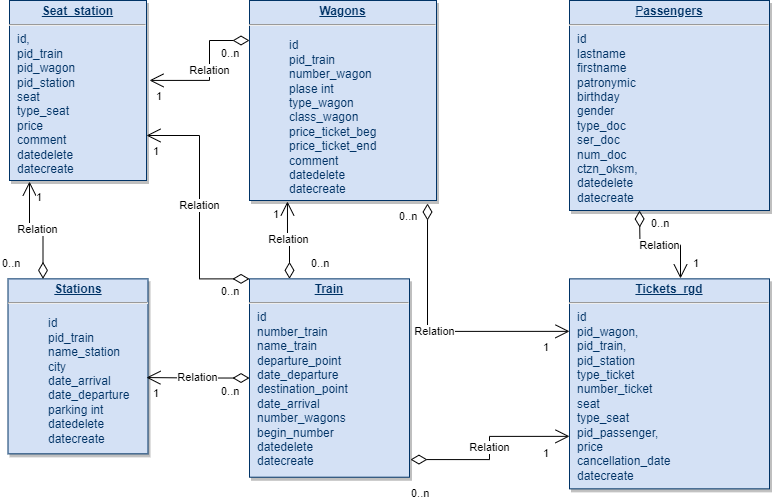 Seat_station
id,
pid_train
pid_wagon
pid_station
seat
type_seat
price
comment
datedelete
datecreate
Wagons
id
pid_train
number_wagon
plase int
type_wagon
class_wagon
price_ticket_beg
price_ticket_end
comment
datedelete
datecreate
Passengers
id
lastname
firstname
patronymic
birthday
gender
type_doc
ser_doc
num_doc
ctzn_oksm,
datedelete
datecreate
0..n
Relation
1
1
Relation
1
Relation
0..n
1
Relation
0..n
0..n
0..n
Relation
1
0..n
Stations
id
pid_train
name_station
city
date_arrival
date_departure
parking int
datedelete
datecreate
Relation
1
0..n
Train
id
number_train
name_train
departure_point
date_departure
destination_point
date_arrival
number_wagons
begin_number
datedelete
datecreate
Relation
1
Relation
1
0..n
Tickets_rgd
id
pid_wagon,
pid_train,
pid_station
type_ticket
number_ticket
seat
type_seat
pid_passenger,
price
cancellation_date
datecreate